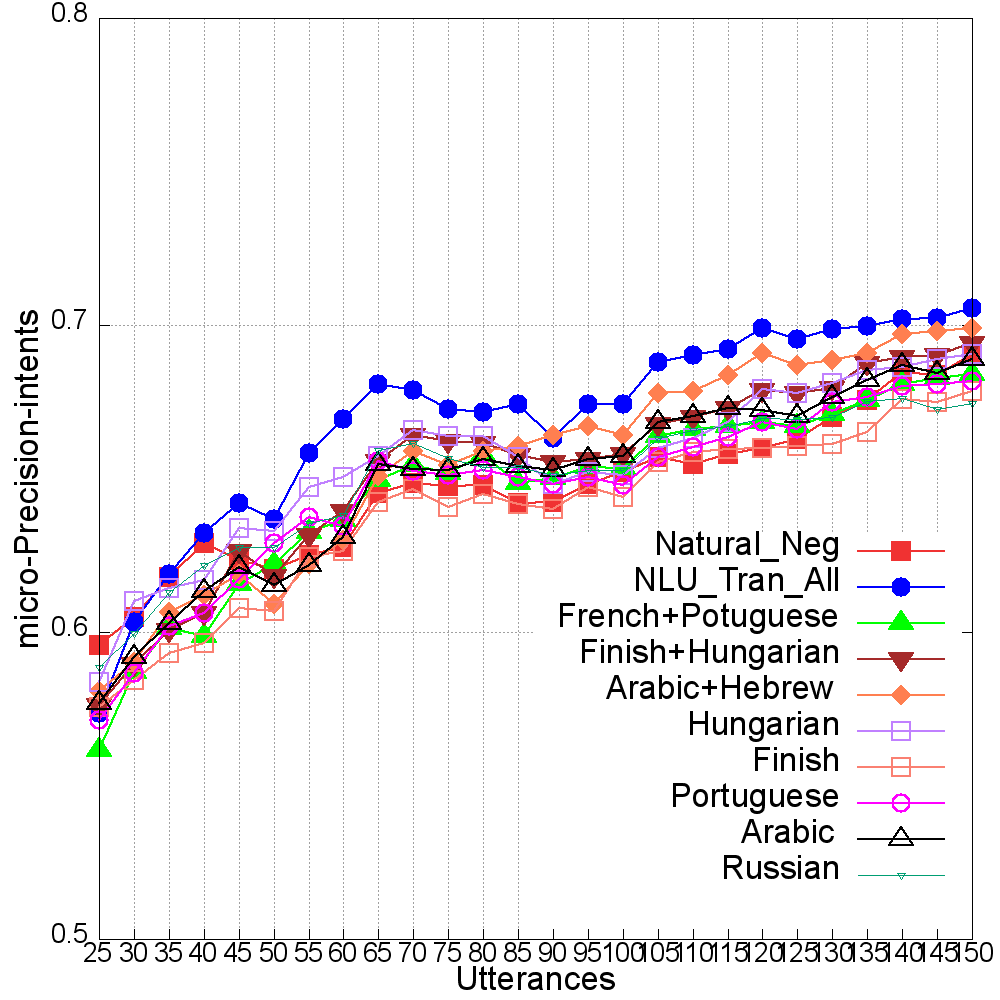 0.8
0.7
0.6
0.5
micro-Precision-intents
Natural_Neg
NLU_Tran_All
French+Potuguese
Finish+Hungarian
Arabic+Hebrew
Hungarian
Finish
Portuguese
Arabic
Russian
25 30 35 40 45 50 55 60 65 70 75 80 85 90 95 100 105 110 115 120 125 130 135 140 145 150
Utterances